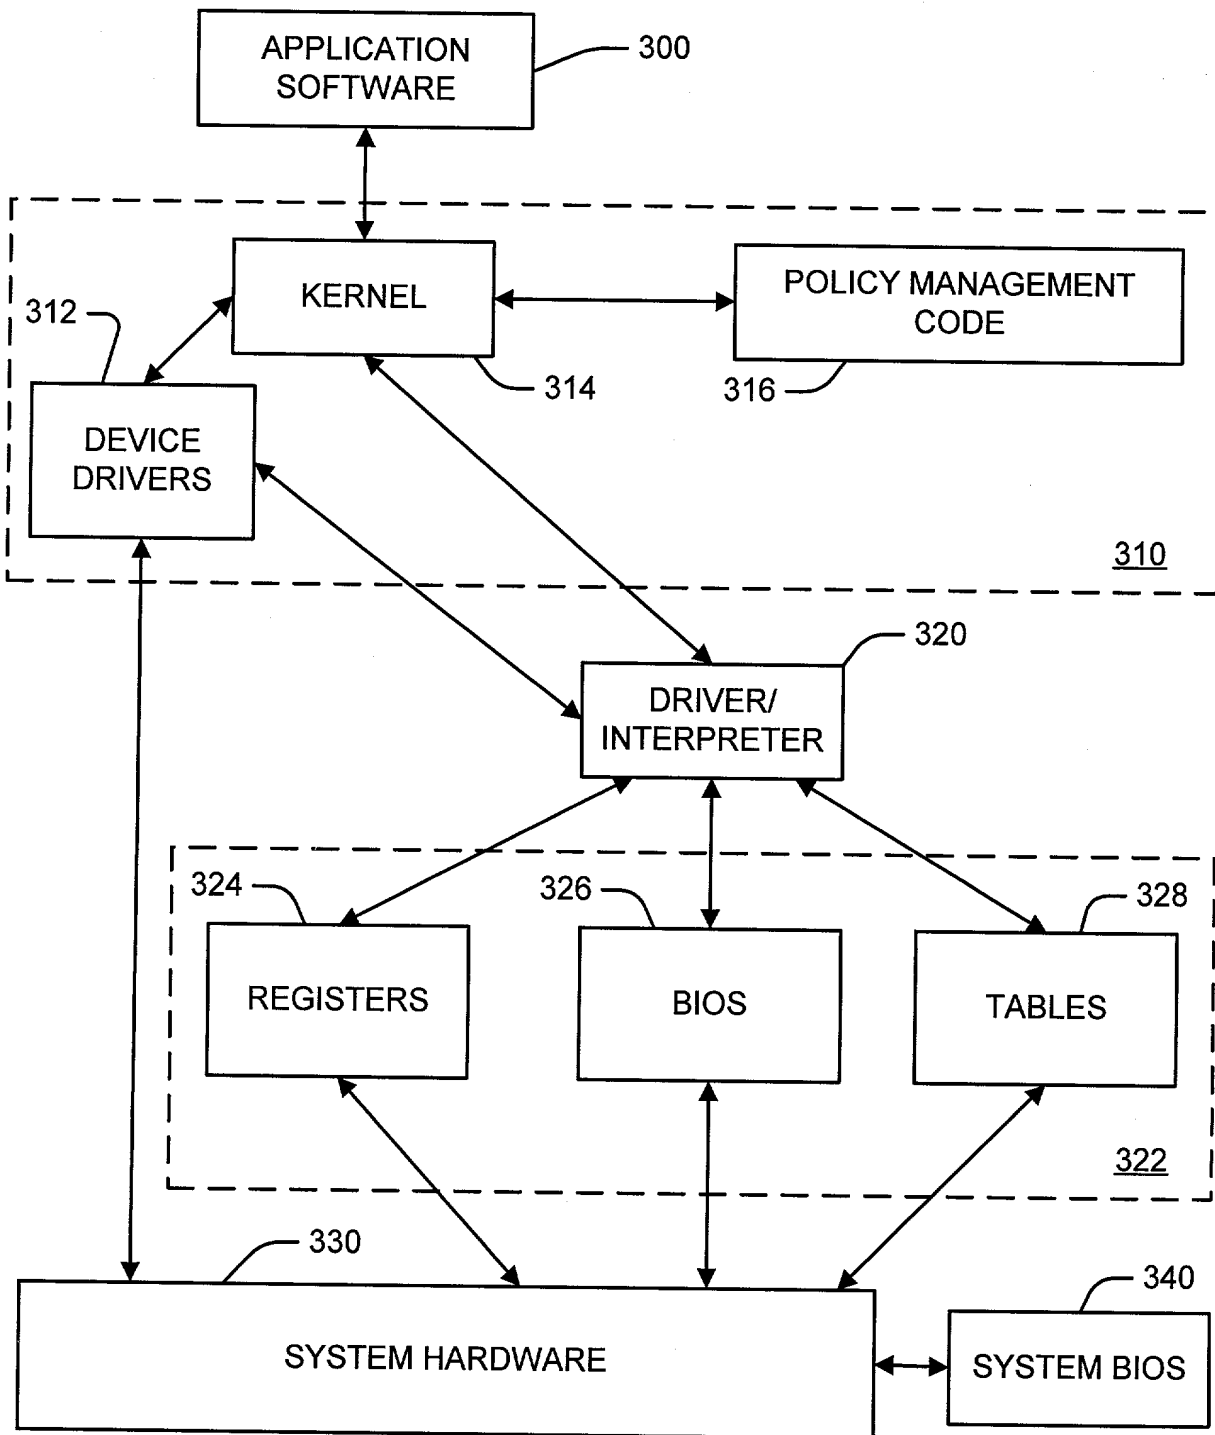 APPLICATION
SOFTWARE
300
KERNEL
POLICY MANAGEMENT
CODE
312
314
316
DEVICE
DRIVERS
310
320
DRIVER/
INTERPRETER
324
326
328
REGISTERS
BIOS
TABLES
322
330
340
SYSTEM HARDWARE
SYSTEM BIOS